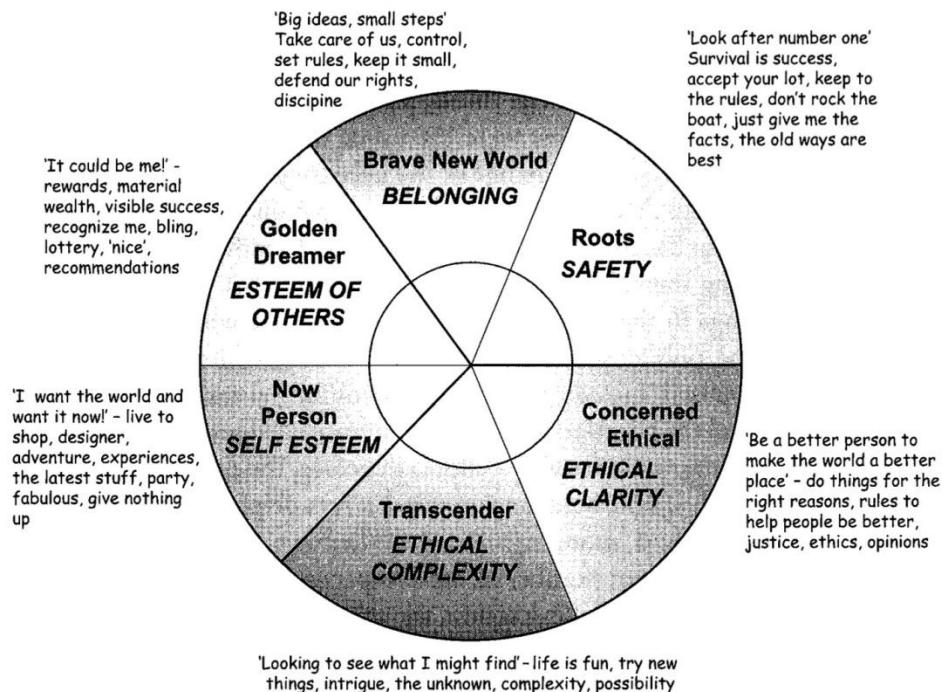 'Big ideas, small steps'
Take care of us, control,
set rules, keep it small,
defend our rights,
discipine
'Look after number one'
Survival is success,
accept your lot, keep to
the rules, don't rock the
boat, just give me the
facts, the old ways are
best
Brave New World
BELONGING
'It could be me!' -
rewards, material
wealth, visible success,
recognize me, bling,
lottery, 'nice',
recommendations
Golden
Dreamer
ESTEEM OF
OTHERS
Roots
SAFETY
'I want the world and
want it now!' – live to
shop, designer,
adventure, experiences,
the latest stuff, party,
fabulous, give nothing
up
Now
Person
SELF ESTEEM
Concerned
Ethical
ETHICAL
CLARITY
'Be a better person to
make the world a better
place' – do things for the
right reasons, rules to
help people be better,
justice, ethics, opinions
Transcender
ETHICAL
COMPLEXITY
'Looking to see what I might find' – life is fun, try new
things, intrigue, the unknown, complexity, possibility